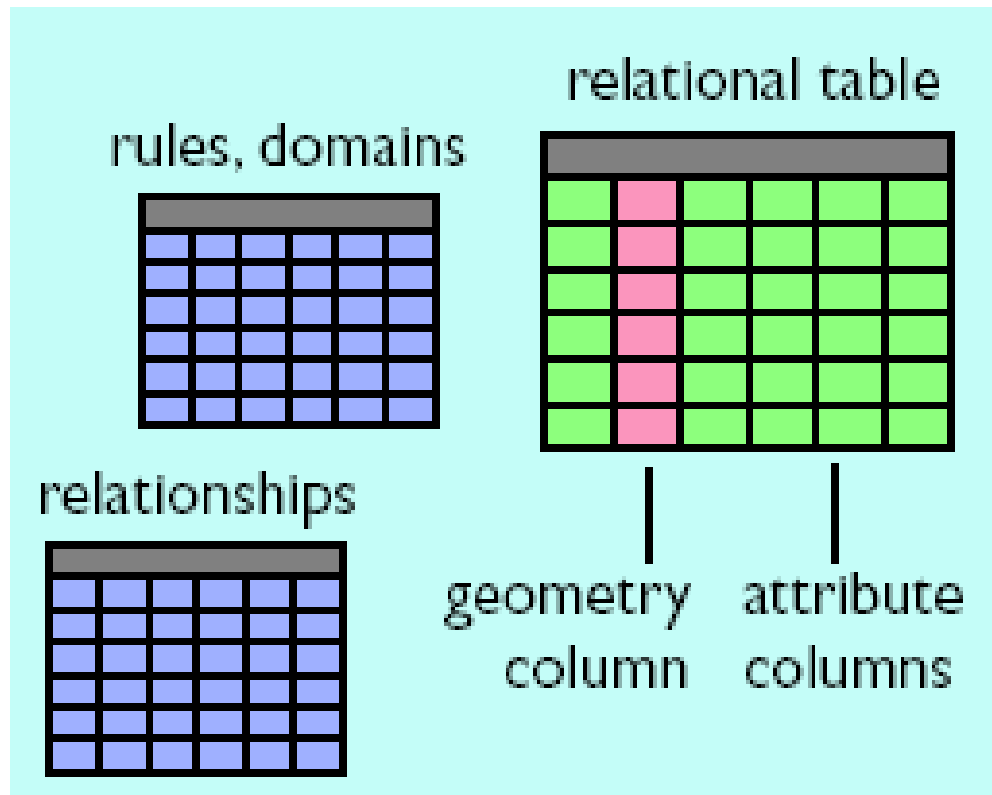 relational table
rules, domains
relationships
geometry
column
attribute
columns